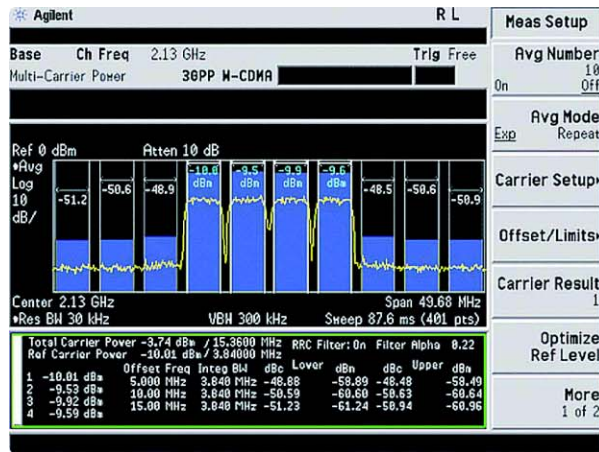 Agilent R L
Meas Setup
Base Ch Freq 2.13 GHz Trig Free
Multi-Carrier Power 3GPP W-CDMA
Avg Number
10
On Off
Avg Mode
Exp Repeat
Carrier Setup
Offset/Limits
Carrier Result
1
Optimize
Ref Level
More
1 of 2
Ref 0 dBm Atten 10 dB
Avg
Log
10
dB/
-10.0 -9.5 -9.9 -9.6
dBm dBm dBm dBm
-51.2 -50.6 -48.9 -48.5 -50.6 -50.9
Center 2.13 GHz Span 49.68 MHz
Res BW 30 kHz VBW 300 kHz Sweep 87.6 ms (401 pts)
Total Carrier Power -3.74 dBm / 15.3600 MHz RRC Filter: On Filter Alpha 0.22
Ref Carrier Power -10.01 dBm / 3.84000 MHz
Lower Upper
Offset Freq Integ BW dBc dBm dBc dBm
1 -10.01 dBm 5.000 MHz 3.840 MHz -48.88 -58.89 -48.48 -58.49
2 -9.53 dBm 10.00 MHz 3.840 MHz -50.59 -60.60 -50.63 -60.64
3 -9.92 dBm 15.00 MHz 3.840 MHz -51.23 -61.24 -50.94 -60.96
4 -9.59 dBm